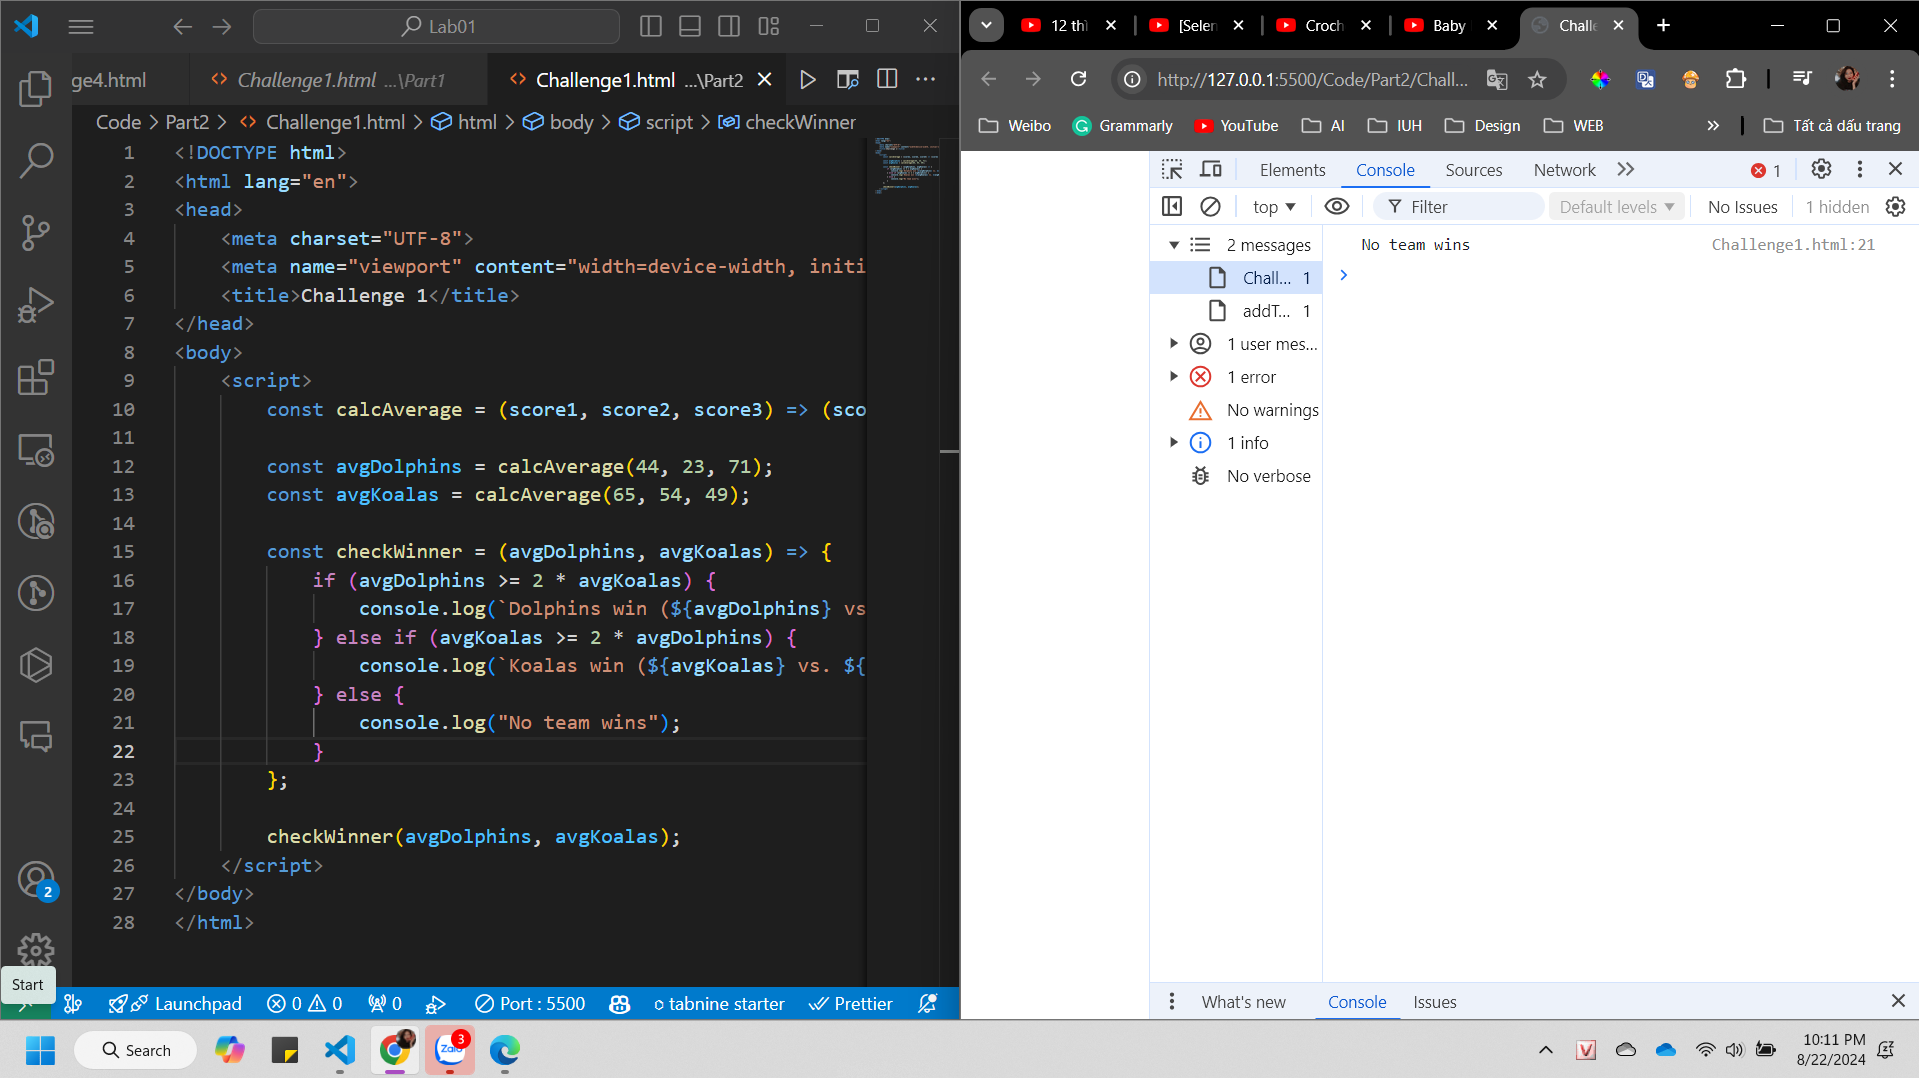 Lab01
ge4.html
Challenge1.html ...\Part1
Challenge1.html ...\Part2
Code > Part2 > Challenge1.html > html > body > script > checkWinner
1 <!DOCTYPE html>
2 <html lang="en">
3 <head>
4 <meta charset="UTF-8">
5 <meta name="viewport" content="width=device-width, initi
6 <title>Challenge 1</title>
7 </head>
8 <body>
9 <script>
10 const calcAverage = (score1, score2, score3) => (sco
11
12 const avgDolphins = calcAverage(44, 23, 71);
13 const avgKoalas = calcAverage(65, 54, 49);
14
15 const checkWinner = (avgDolphins, avgKoalas) => {
16 if (avgDolphins >= 2 * avgKoalas) {
17 console.log(`Dolphins win (${avgDolphins} vs
18 } else if (avgKoalas >= 2 * avgDolphins) {
19 console.log(`Koalas win (${avgKoalas} vs. ${
20 } else {
21 console.log("No team wins");
22 }
23 };
24
25 checkWinner(avgDolphins, avgKoalas);
26 </script>
27 </body>
28 </html>
2
Start
Launchpad 0 0 0 Port : 5500 tabnine starter Prettier
12 th
[Selen
Croch
Baby
Challe
http://127.0.0.1:5500/Code/Part2/Chall...
Weibo
Grammarly
YouTube
AI
IUH
Design
WEB
Tất cả dấu trang
Elements Console Sources Network 1
top Filter Default levels No Issues 1 hidden
2 messages
Chall... 1
addT... 1
1 user mes...
1 error
No warnings
1 info
No verbose
No team wins Challenge1.html:21
What's new Console Issues
Search
Zalo
3
V
10:11 PM
8/22/2024